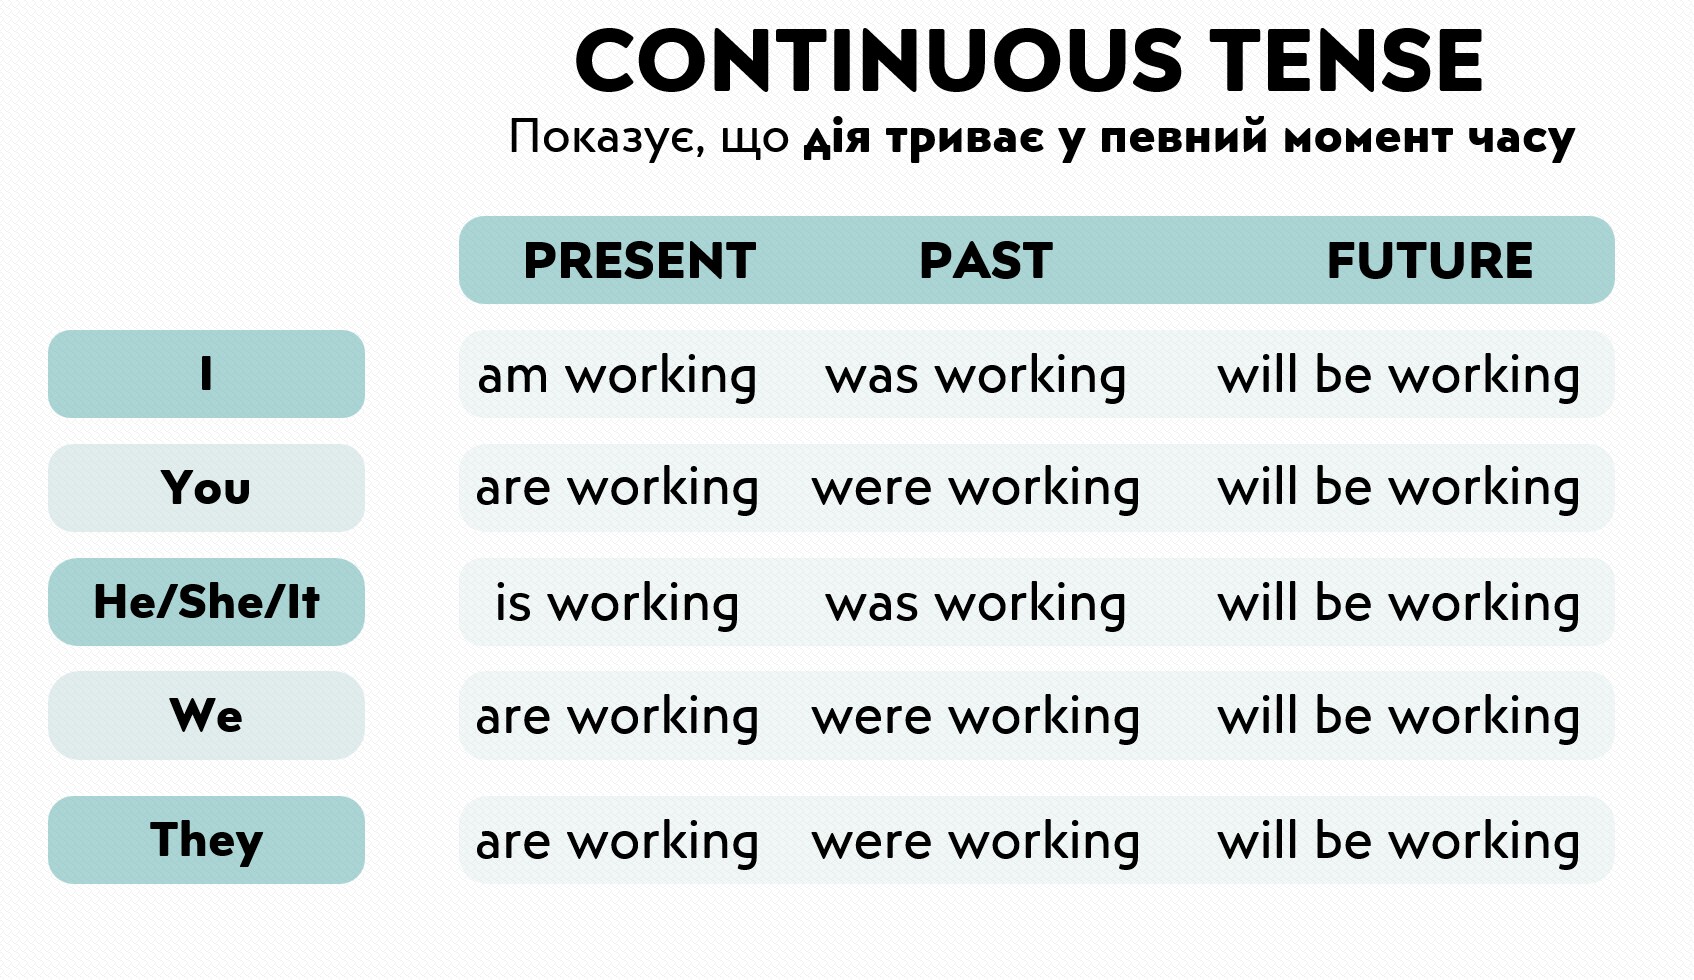 CONTINUOUS TENSE
Показує, що дія триває у певний момент часу
PRESENT PAST FUTURE
I am working was working will be working
You are working were working will be working
He/She/It is working was working will be working
We are working were working will be working
They are working were working will be working